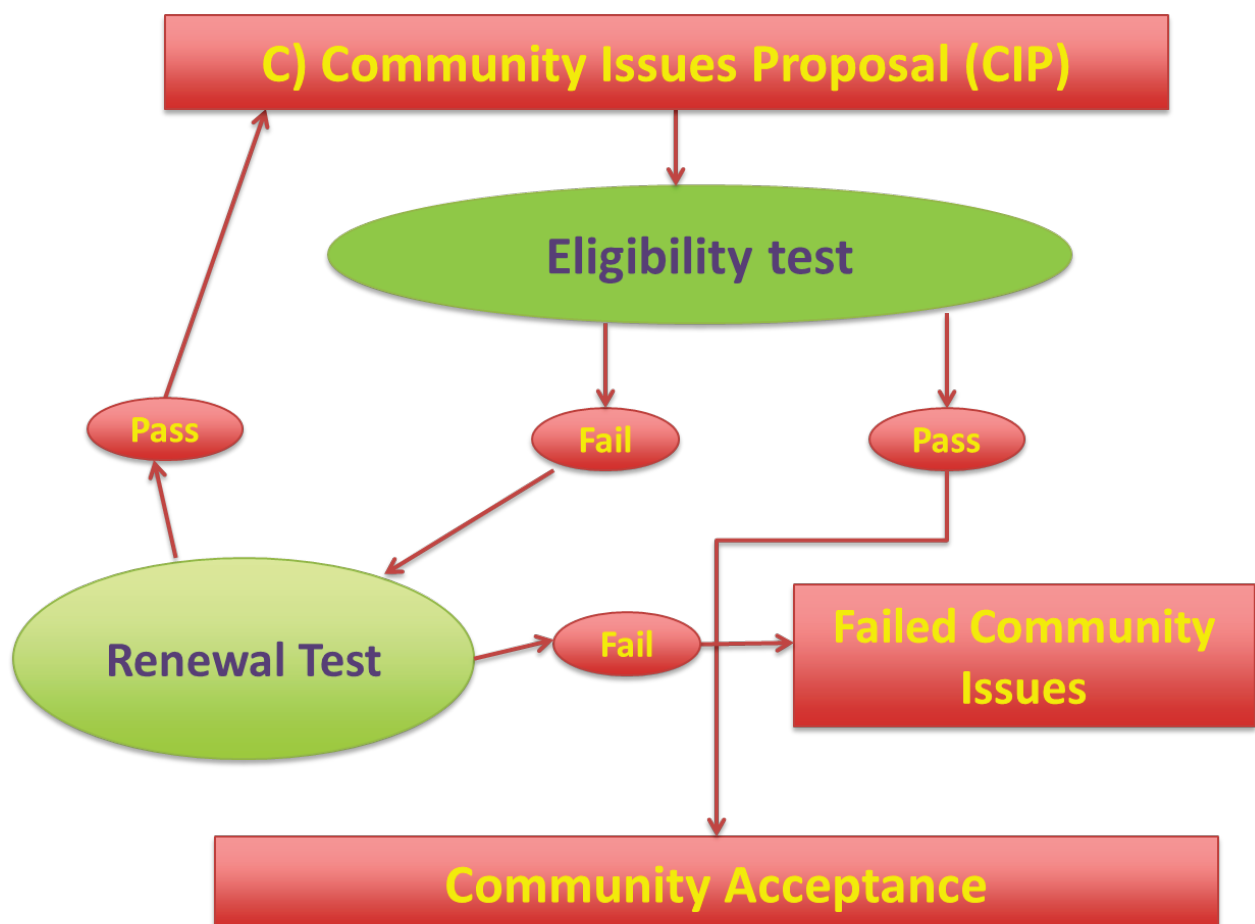 C) Community Issues Proposal (CIP)
Eligibility test
Pass
Fail
Pass
Renewal Test
Fail
Failed Community
Issues
Community Acceptance